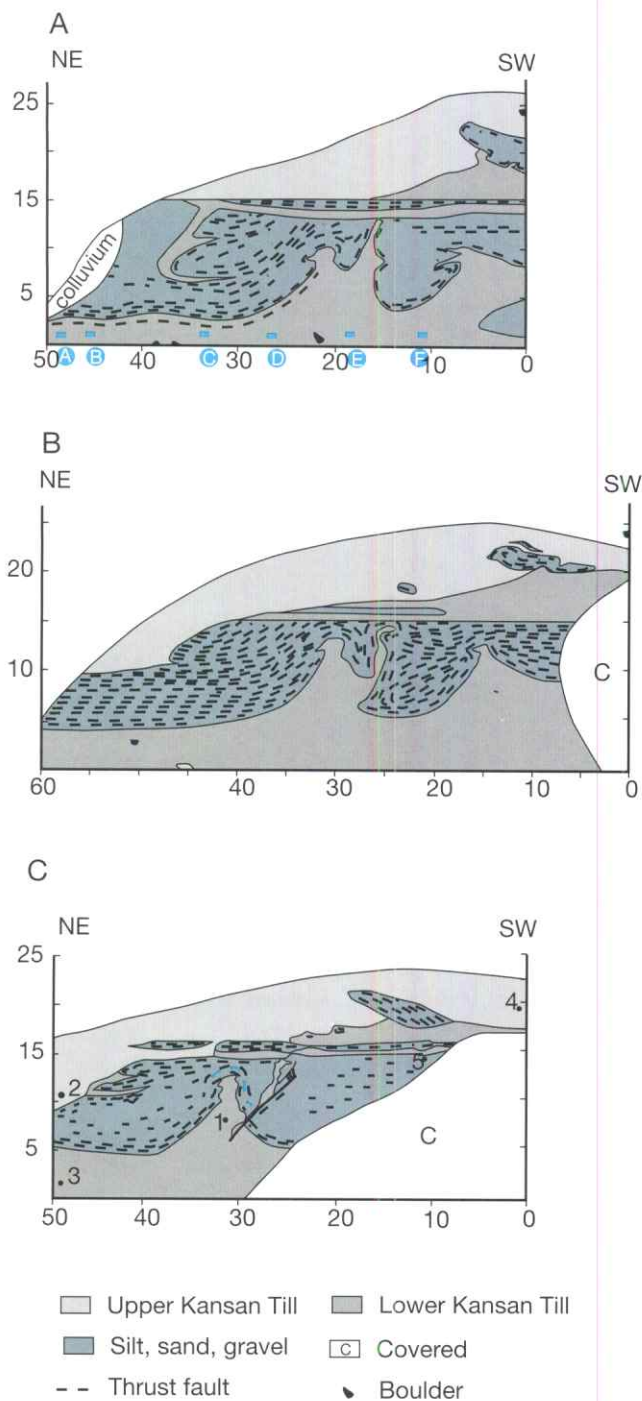 A
NE SW
25
15
5
colluvium
A B C D E F
50 40 30 20 10 0
B
NE SW
20
10
C
60 50 40 30 20 10 0
C
NE SW
25
15
5
2
3
1
4
5
C
50 40 30 20 10 0
Upper Kansan Till Lower Kansan Till
Silt, sand, gravel C Covered
Thrust fault Boulder